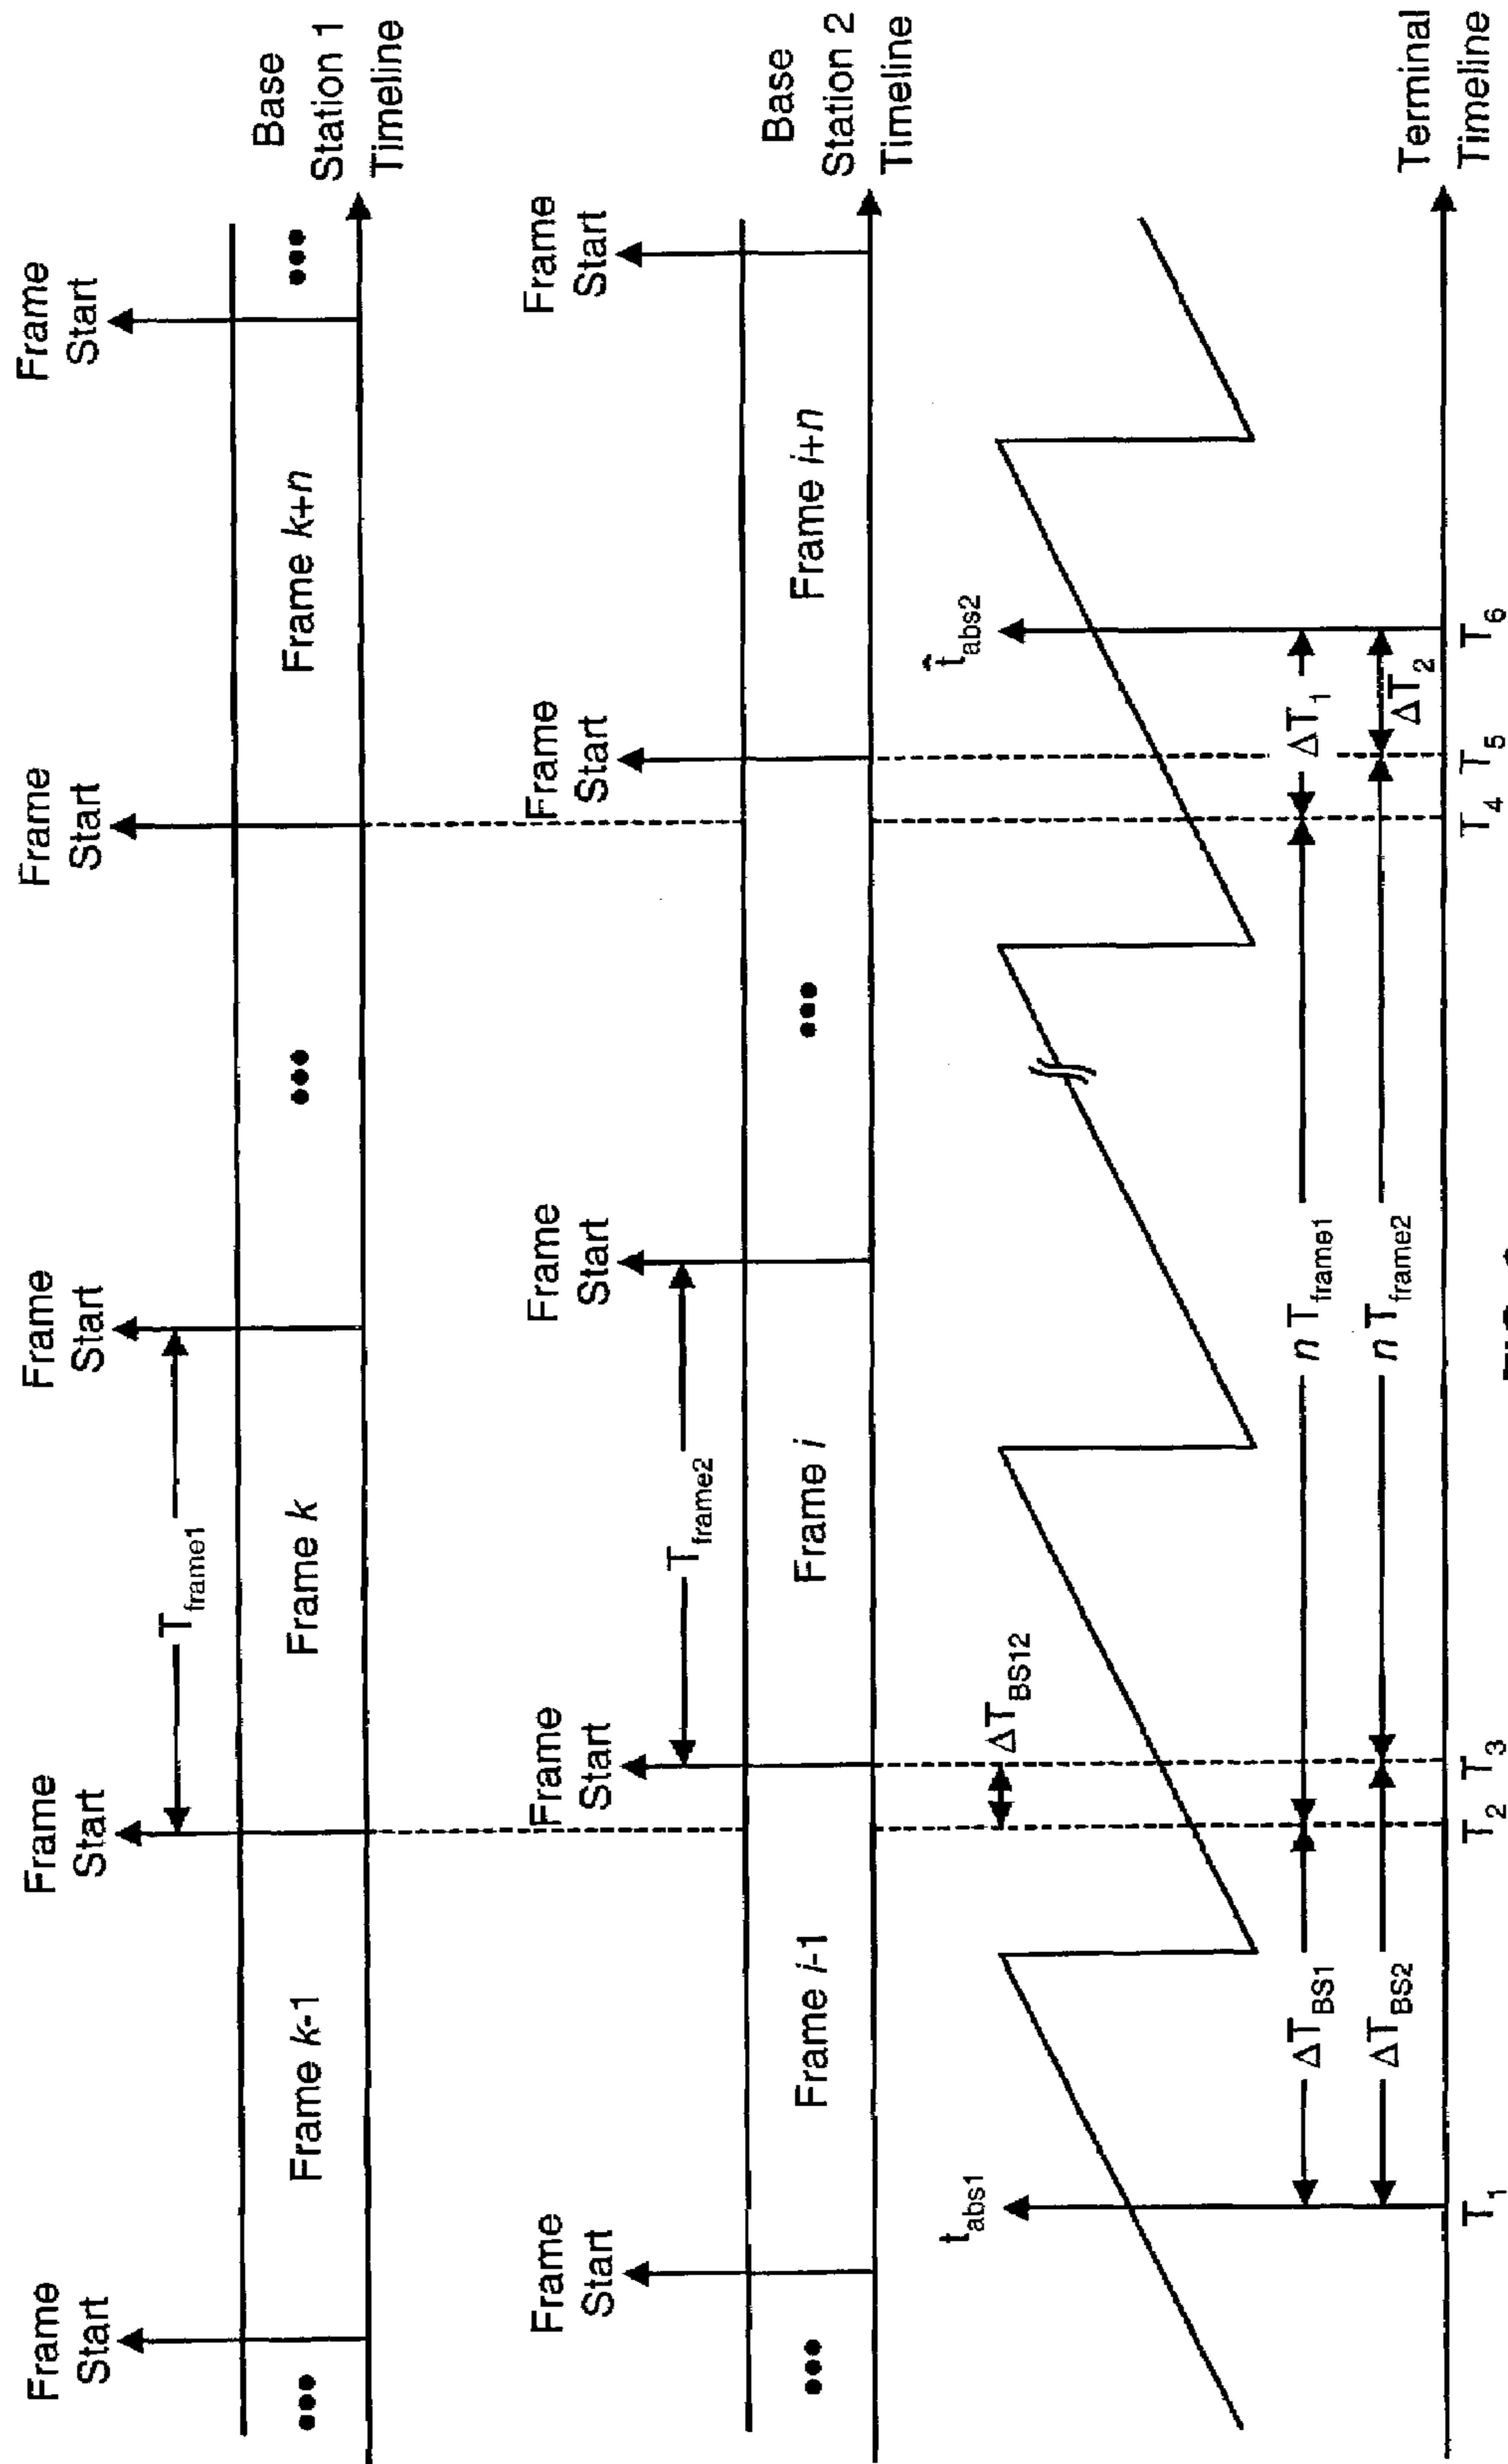 Frame
Start
Frame
Start
Frame
Start
Frame
Start
Frame
Start
T_frame1
•••
Frame k-1
Frame k
•••
Frame k+n
•••
Base
Station 1
Timeline
Frame
Start
Frame
Start
Frame
Start
Frame
Start
Frame
Start
T_frame2
•••
Frame i-1
Frame i
•••
Frame i+n
Base
Station 2
Timeline
t_abs1
ΔT_BS12
t̂_abs2
ΔT_BS1
n T_frame1
ΔT_1
ΔT_BS2
n T_frame2
ΔT_2
Terminal
Timeline
T_1
T_2
T_3
T_4
T_5
T_6